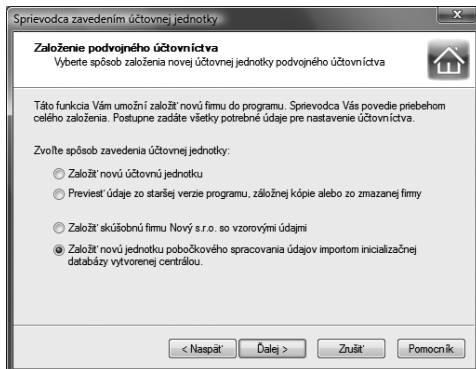 Sprievodca zavedením účtovnej jednotky
Založenie podvojného účtovníctva
Vyberte spôsob založenia novej účtovnej jednotky podvojného účtovníctva
Táto funkcia Vám umožní založiť novú firmu do programu. Sprievodca Vás povedie priebehom
celého založenia. Postupne zadáte všetky potrebné údaje pre nastavenie účtovníctva.
Zvoľte spôsob zavedenia účtovnej jednotky:
Založiť novú účtovnú jednotku
Previesť údaje zo staršej verzie programu, záložnej kópie alebo zo zmazanej firmy
Založiť skúšobnú firmu Nový s.r.o. so vzorovými údajmi
Založiť novú jednotku pobočkového spracovania údajov importom inicializačnej
databázy vytvorenej centrálou.
< Naspäť
Ďalej >
Zrušiť
Pomocník